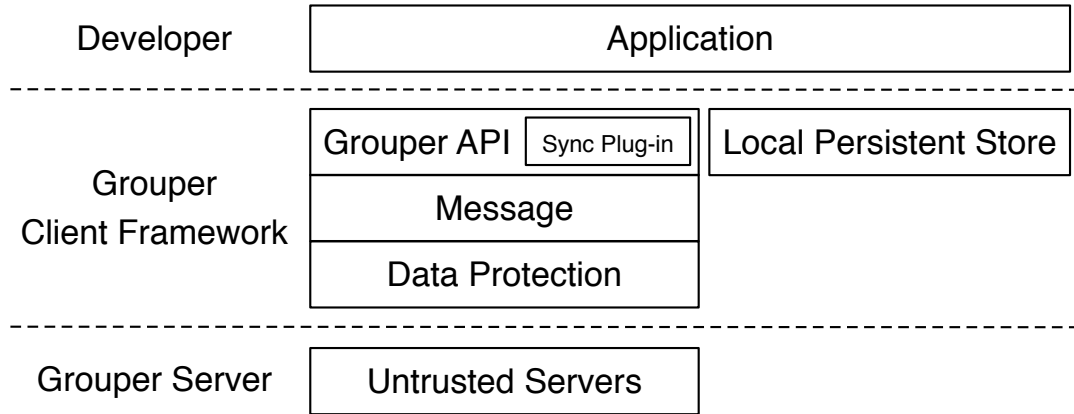 Developer
Application
Grouper API
Sync Plug-in
Local Persistent Store
Grouper
Client Framework
Message
Data Protection
Grouper Server
Untrusted Servers